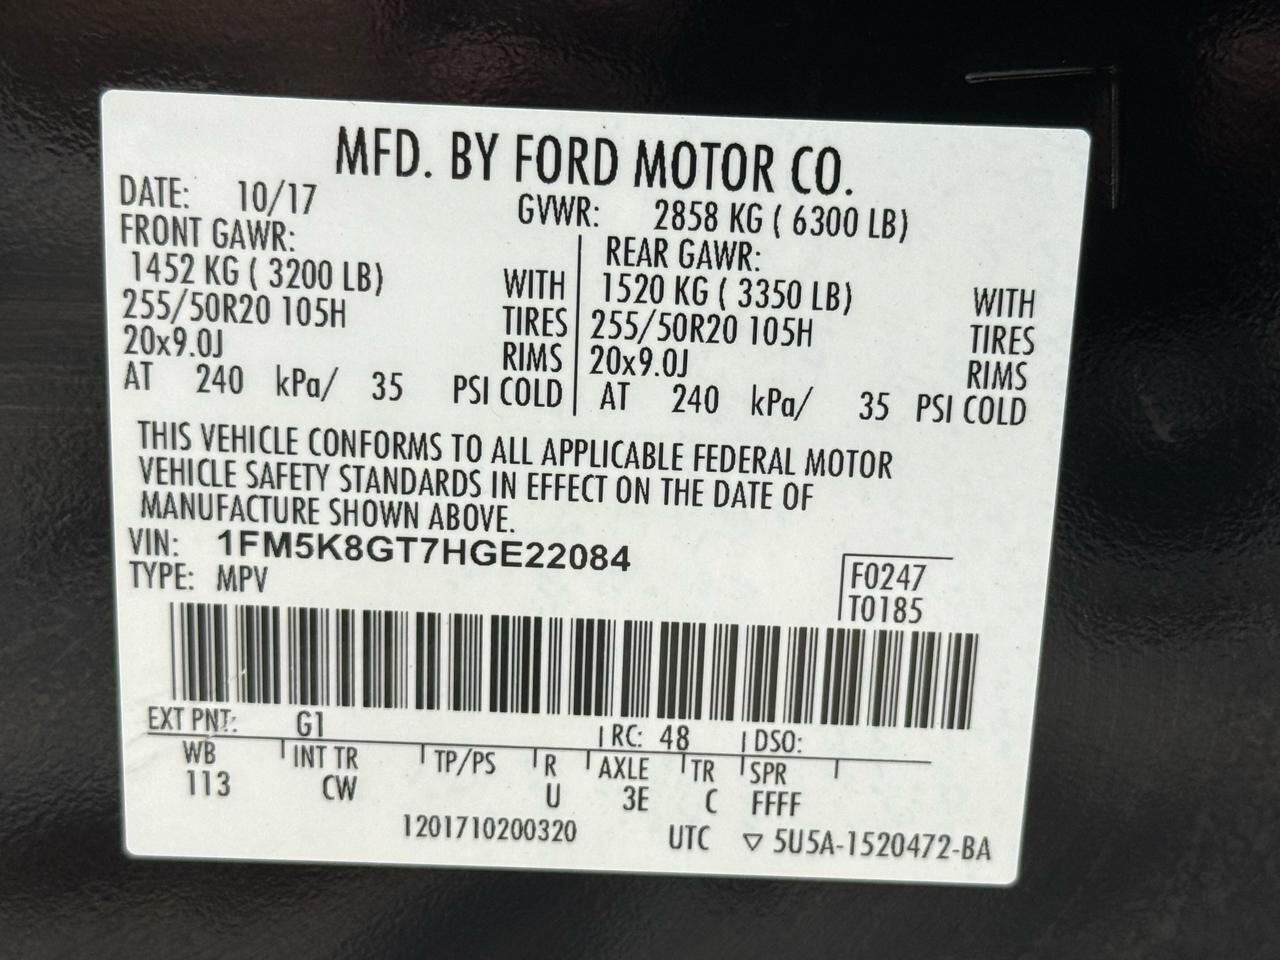 MFD. BY FORD MOTOR CO.
DATE: 10/17 GVWR: 2858 KG ( 6300 LB)
FRONT GAWR: REAR GAWR:
1452 KG ( 3200 LB) WITH 1520 KG ( 3350 LB) WITH
255/50R20 105H TIRES 255/50R20 105H TIRES
20x9.0J RIMS 20x9.0J RIMS
AT 240 kPa/ 35 PSI COLD AT 240 kPa/ 35 PSI COLD
THIS VEHICLE CONFORMS TO ALL APPLICABLE FEDERAL MOTOR
VEHICLE SAFETY STANDARDS IN EFFECT ON THE DATE OF
MANUFACTURE SHOWN ABOVE.
VIN: 1FM5K8GT7HGE22084
TYPE: MPV
F0247
T0185
EXT PNT: G1 RC: 48 DSO:
WB INT TR TP/PS R AXLE TR SPR
113 CW U 3E C FFFF
1201710200320 UTC ▽ 5U5A-1520472-BA